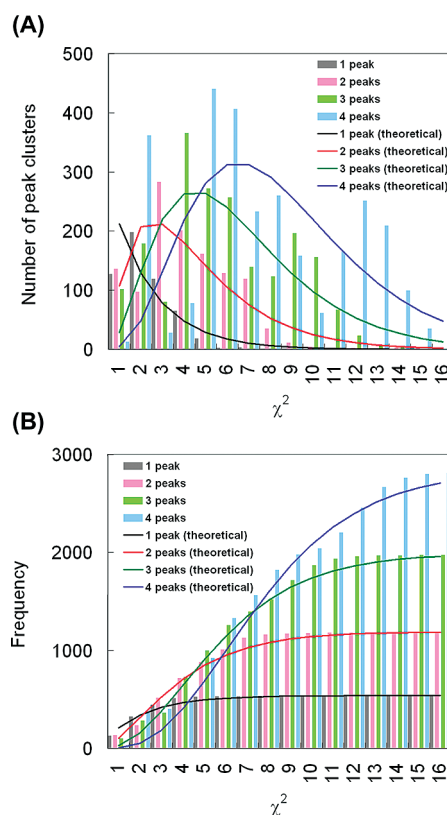 (A)
500
400
300
200
100
0
Number of peak clusters
1 peak
2 peaks
3 peaks
4 peaks
1 peak (theoretical)
2 peaks (theoretical)
3 peaks (theoretical)
4 peaks (theoretical)
1 2 3 4 5 6 7 8 9 10 11 12 13 14 15 16
χ²
(B)
3000
2000
1000
0
Frequency
1 peak
2 peaks
3 peaks
4 peaks
1 peak (theoretical)
2 peaks (theoretical)
3 peaks (theoretical)
4 peaks (theoretical)
1 2 3 4 5 6 7 8 9 10 11 12 13 14 15 16
χ²